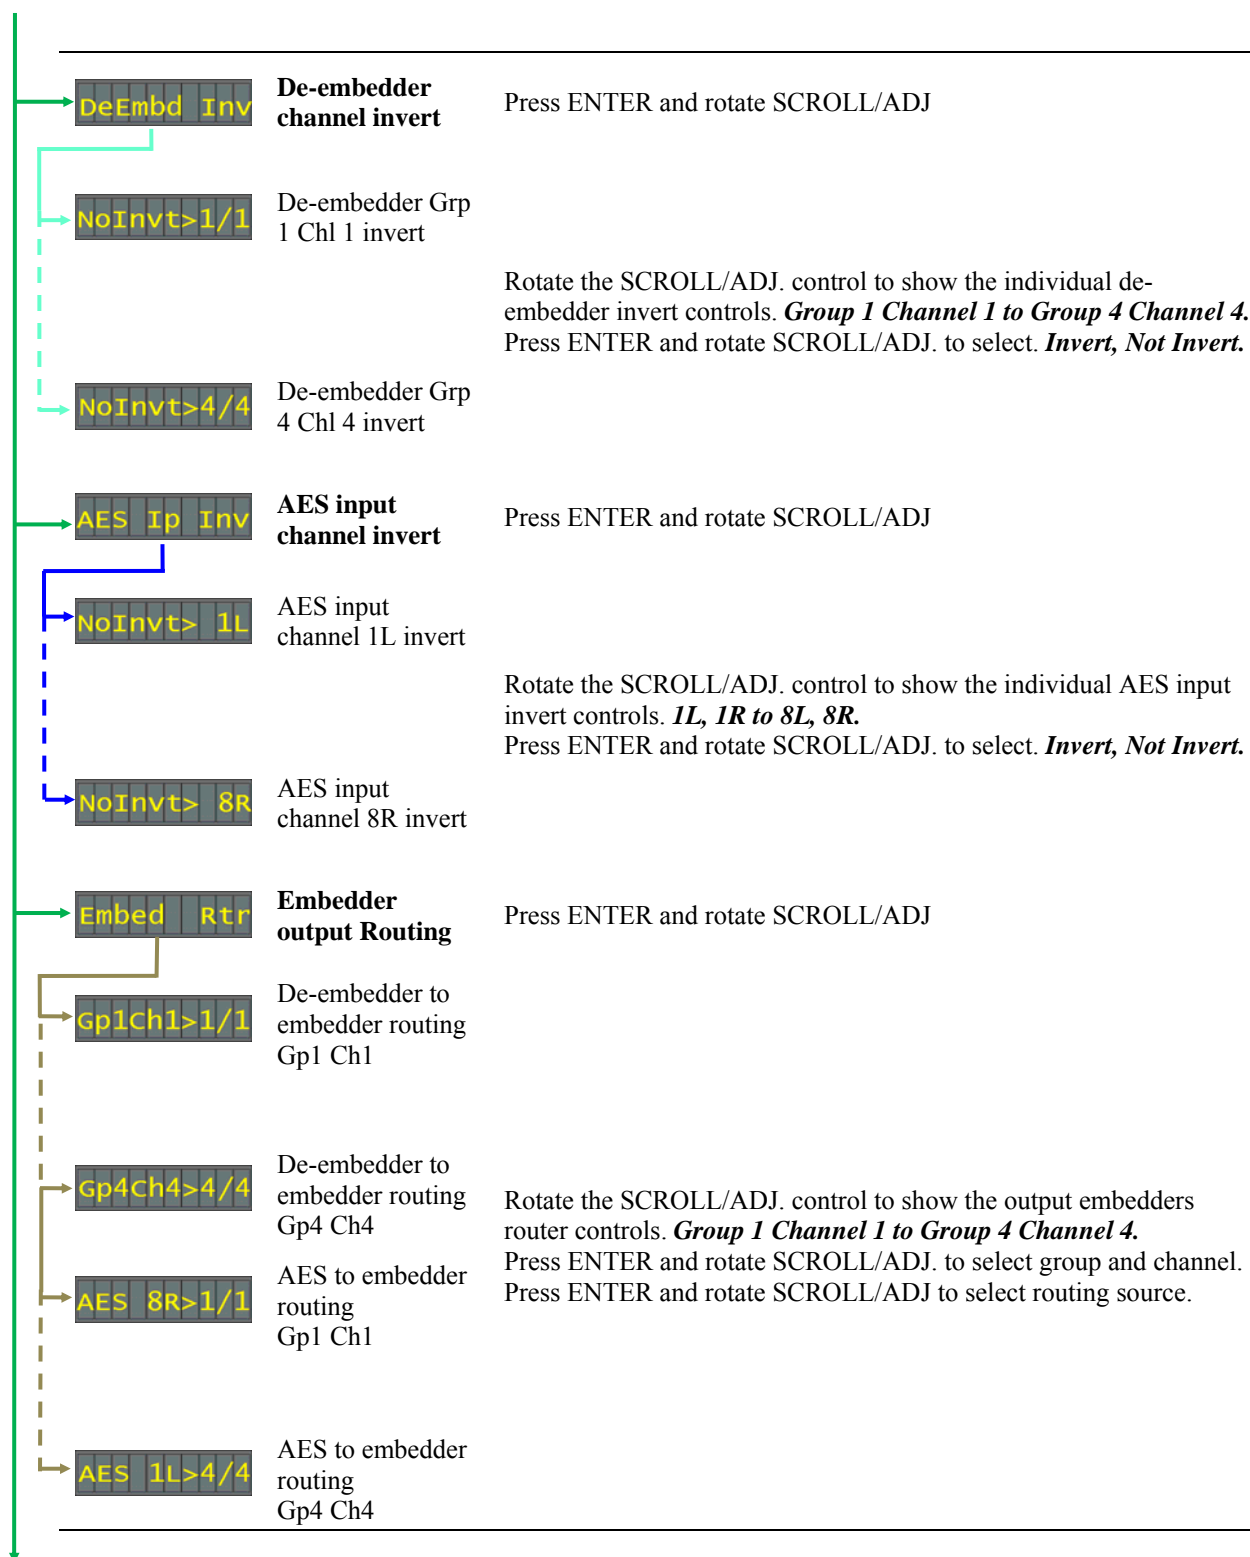 DeEmbd Inv
De-embedder
channel invert
Press ENTER and rotate SCROLL/ADJ
NoInvt>1/1
De-embedder Grp
1 Chl 1 invert
Rotate the SCROLL/ADJ. control to show the individual de-
embedder invert controls. Group 1 Channel 1 to Group 4 Channel 4.
Press ENTER and rotate SCROLL/ADJ. to select. Invert, Not Invert.
NoInvt>4/4
De-embedder Grp
4 Chl 4 invert
AES Ip Inv
AES input
channel invert
Press ENTER and rotate SCROLL/ADJ
NoInvt> 1L
AES input
channel 1L invert
Rotate the SCROLL/ADJ. control to show the individual AES input
invert controls. 1L, 1R to 8L, 8R.
Press ENTER and rotate SCROLL/ADJ. to select. Invert, Not Invert.
NoInvt> 8R
AES input
channel 8R invert
Embed  Rtr
Embedder
output Routing
Press ENTER and rotate SCROLL/ADJ
Gp1Ch1>1/1
De-embedder to
embedder routing
Gp1 Ch1
Gp4Ch4>4/4
De-embedder to
embedder routing
Gp4 Ch4
Rotate the SCROLL/ADJ. control to show the output embedders
router controls. Group 1 Channel 1 to Group 4 Channel 4.
Press ENTER and rotate SCROLL/ADJ. to select group and channel.
Press ENTER and rotate SCROLL/ADJ to select routing source.
AES 8R>1/1
AES to embedder
routing
Gp1 Ch1
AES 1L>4/4
AES to embedder
routing
Gp4 Ch4